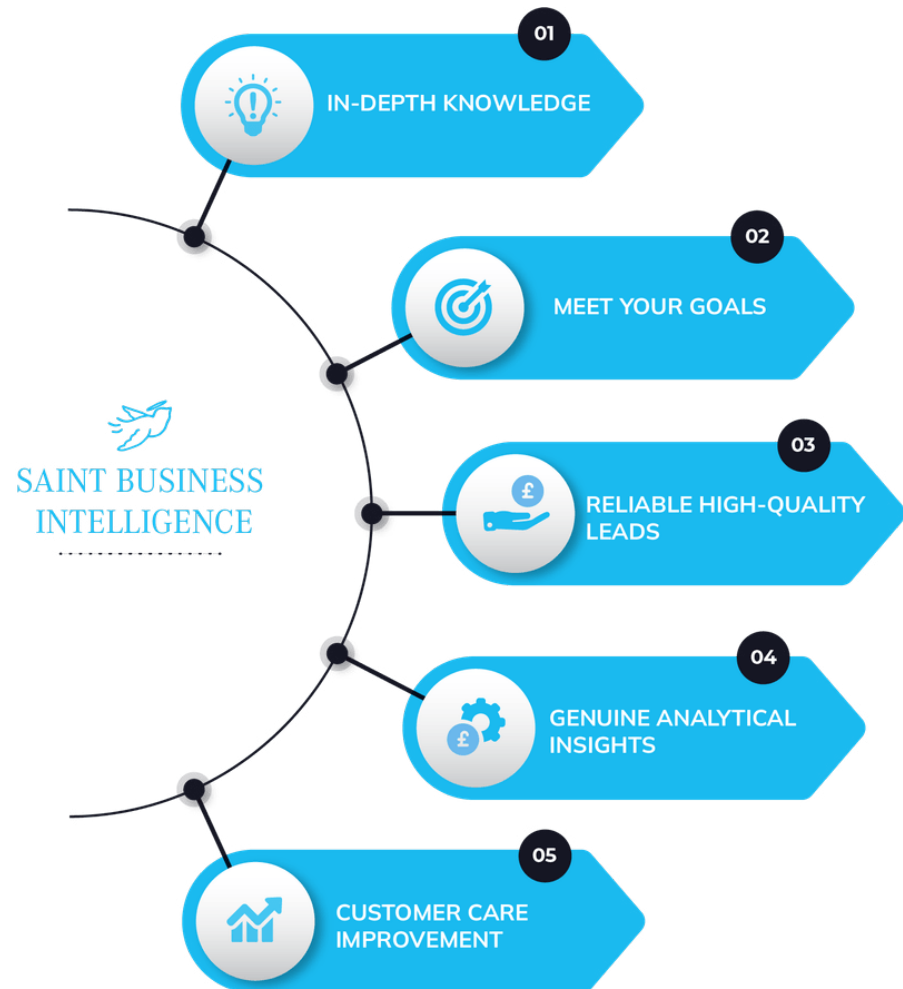 01
IN-DEPTH KNOWLEDGE
02
MEET YOUR GOALS
SAINT BUSINESS
INTELLIGENCE
03
£
RELIABLE HIGH-QUALITY
LEADS
04
£
GENUINE ANALYTICAL
INSIGHTS
05
CUSTOMER CARE
IMPROVEMENT